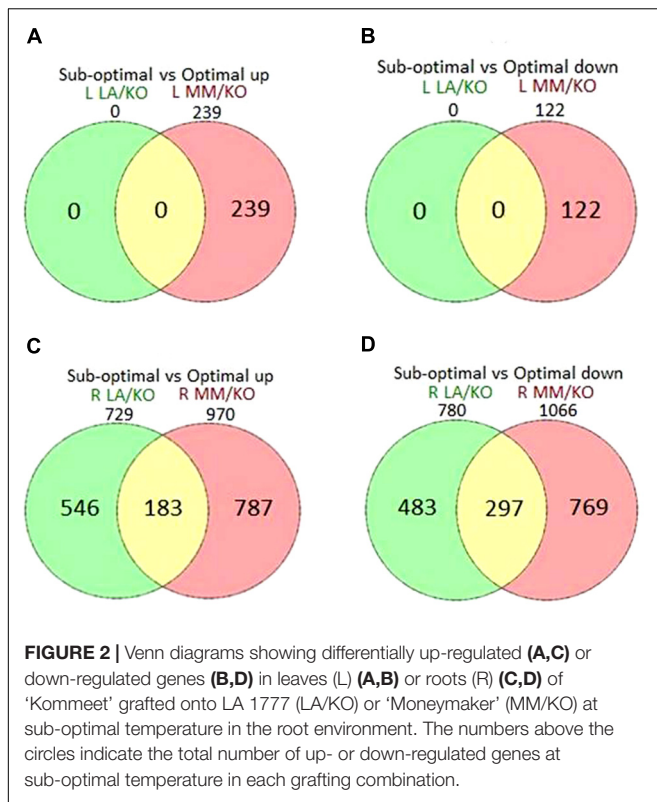 A
Sub-optimal vs Optimal up
L LA/KO L MM/KO
0 239
0 0 239
B
Sub-optimal vs Optimal down
L LA/KO L MM/KO
0 122
0 0 122
C
Sub-optimal vs Optimal up
R LA/KO R MM/KO
729 970
546 183 787
D
Sub-optimal vs Optimal down
R LA/KO R MM/KO
780 1066
483 297 769
FIGURE 2 | Venn diagrams showing differentially up-regulated (A,C) or
down-regulated genes (B,D) in leaves (L) (A,B) or roots (R) (C,D) of
‘Kommeet’ grafted onto LA 1777 (LA/KO) or ‘Moneymaker’ (MM/KO) at
sub-optimal temperature in the root environment. The numbers above the
circles indicate the total number of up- or down-regulated genes at
sub-optimal temperature in each grafting combination.